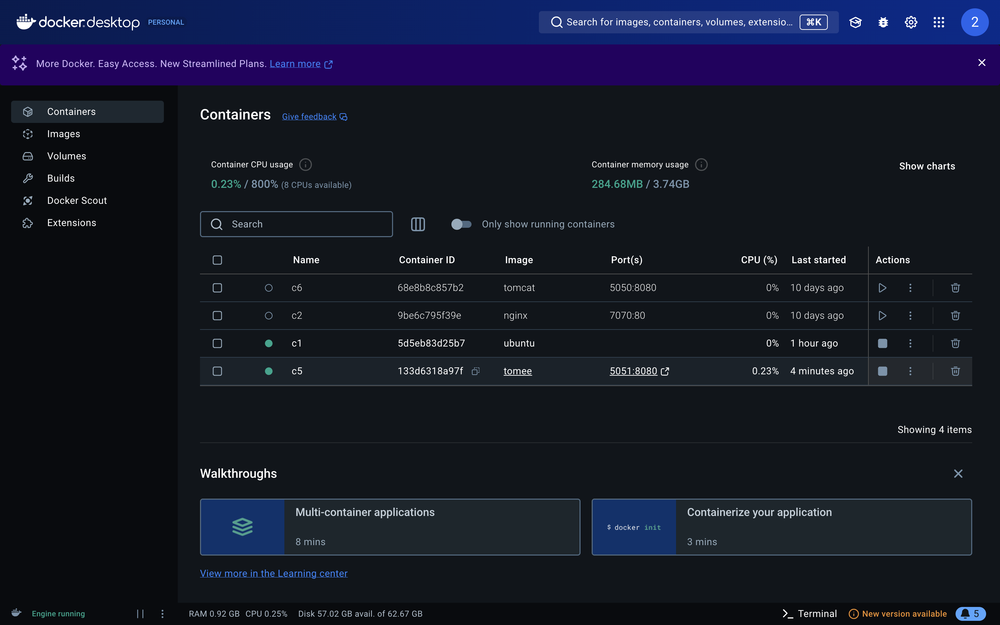 docker.desktop PERSONAL
Search for images, containers, volumes, extensio... ⌘K
2
More Docker. Easy Access. New Streamlined Plans. Learn more
Containers
Images
Volumes
Builds
Docker Scout
Extensions
Containers Give feedback
Container CPU usage
0.23% / 800% (8 CPUs available)
Container memory usage
284.68MB / 3.74GB
Show charts
Search
Only show running containers
Name Container ID Image Port(s) CPU (%) Last started Actions
c6 68e8b8c857b2 tomcat 5050:8080 0% 10 days ago
c2 9be6c795f39e nginx 7070:80 0% 10 days ago
c1 5d5eb83d25b7 ubuntu 0% 1 hour ago
c5 133d6318a97f tomee 5051:8080 0.23% 4 minutes ago
Showing 4 items
Walkthroughs
Multi-container applications
8 mins
$ docker init
Containerize your application
3 mins
View more in the Learning center
Engine running
RAM 0.92 GB CPU 0.25% Disk 57.02 GB avail. of 62.67 GB
Terminal
New version available
5